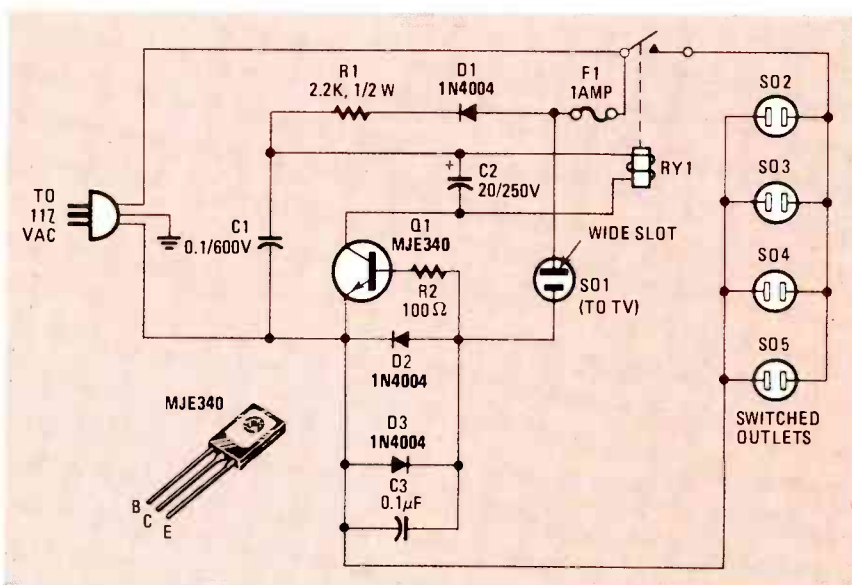 R1
2.2K, 1/2 W
D1
1N4004
F1
1AMP
SO2
SO3
SO4
SO5
SWITCHED
OUTLETS
TO
117
VAC
C1
0.1/600V
+
C2
20/250V
RY1
Q1
MJE340
R2
100Ω
WIDE SLOT
SO1
(TO TV)
D2
1N4004
D3
1N4004
C3
0.1μF
MJE340
B
C
E